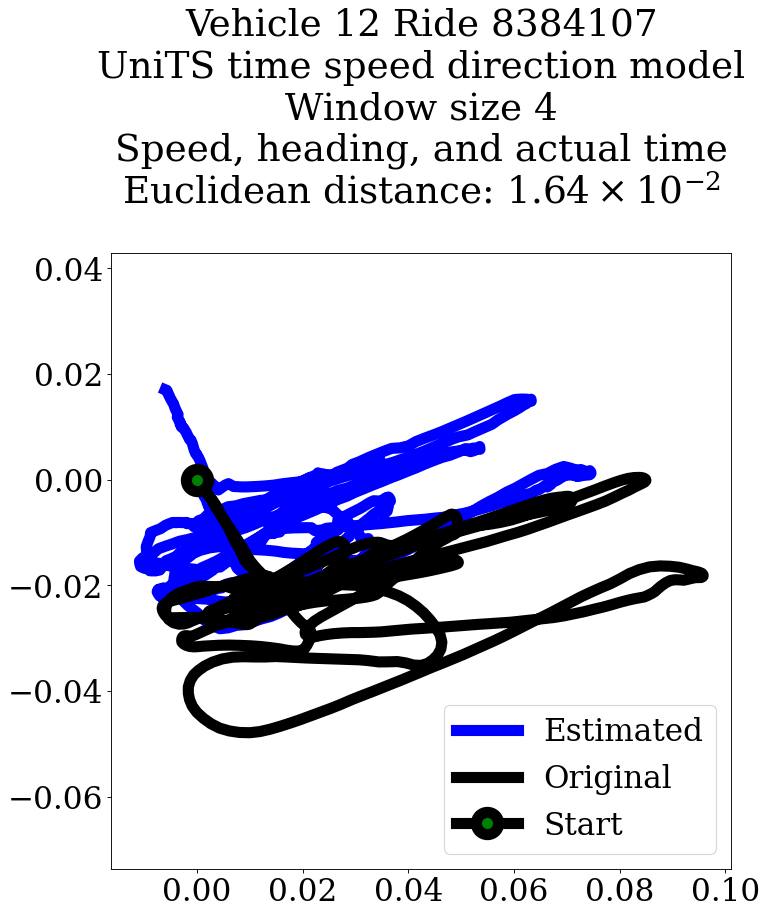 Vehicle 12 Ride 8384107
UniTS time speed direction model
Window size 4
Speed, heading, and actual time
Euclidean distance: 1.64 × 10⁻²
0.04
0.02
0.00
−0.02
−0.04
−0.06
Estimated
Original
Start
0.00 0.02 0.04 0.06 0.08 0.10